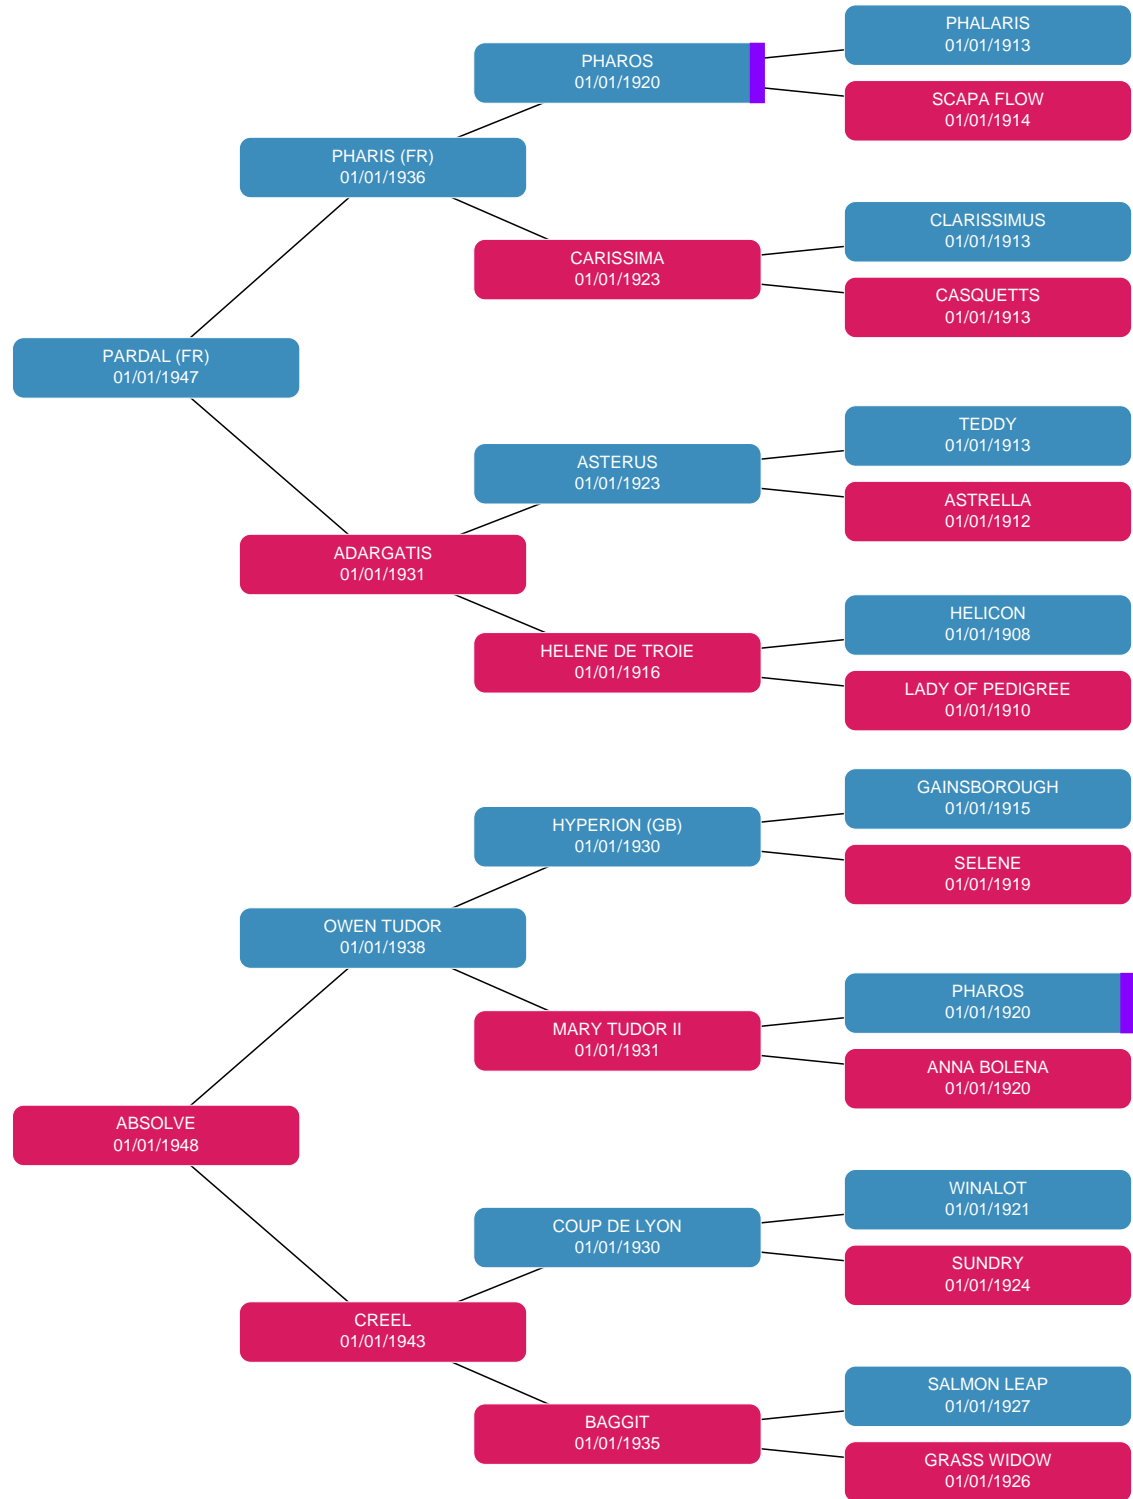 PHALARIS
01/01/1913
PHAROS
01/01/1920
SCAPA FLOW
01/01/1914
PHARIS (FR)
01/01/1936
CLARISSIMUS
01/01/1913
CARISSIMA
01/01/1923
CASQUETTS
01/01/1913
PARDAL (FR)
01/01/1947
TEDDY
01/01/1913
ASTERUS
01/01/1923
ASTRELLA
01/01/1912
ADARGATIS
01/01/1931
HELICON
01/01/1908
HELENE DE TROIE
01/01/1916
LADY OF PEDIGREE
01/01/1910
GAINSBOROUGH
01/01/1915
HYPERION (GB)
01/01/1930
SELENE
01/01/1919
OWEN TUDOR
01/01/1938
PHAROS
01/01/1920
MARY TUDOR II
01/01/1931
ANNA BOLENA
01/01/1920
ABSOLVE
01/01/1948
WINALOT
01/01/1921
COUP DE LYON
01/01/1930
SUNDRY
01/01/1924
CREEL
01/01/1943
SALMON LEAP
01/01/1927
BAGGIT
01/01/1935
GRASS WIDOW
01/01/1926